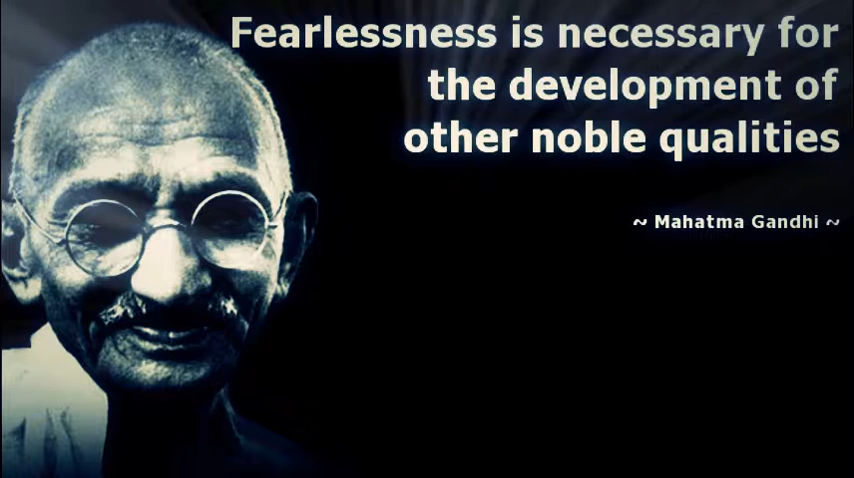 Fearlessness is necessary for
the development of
other noble qualities
~ Mahatma Gandhi ~